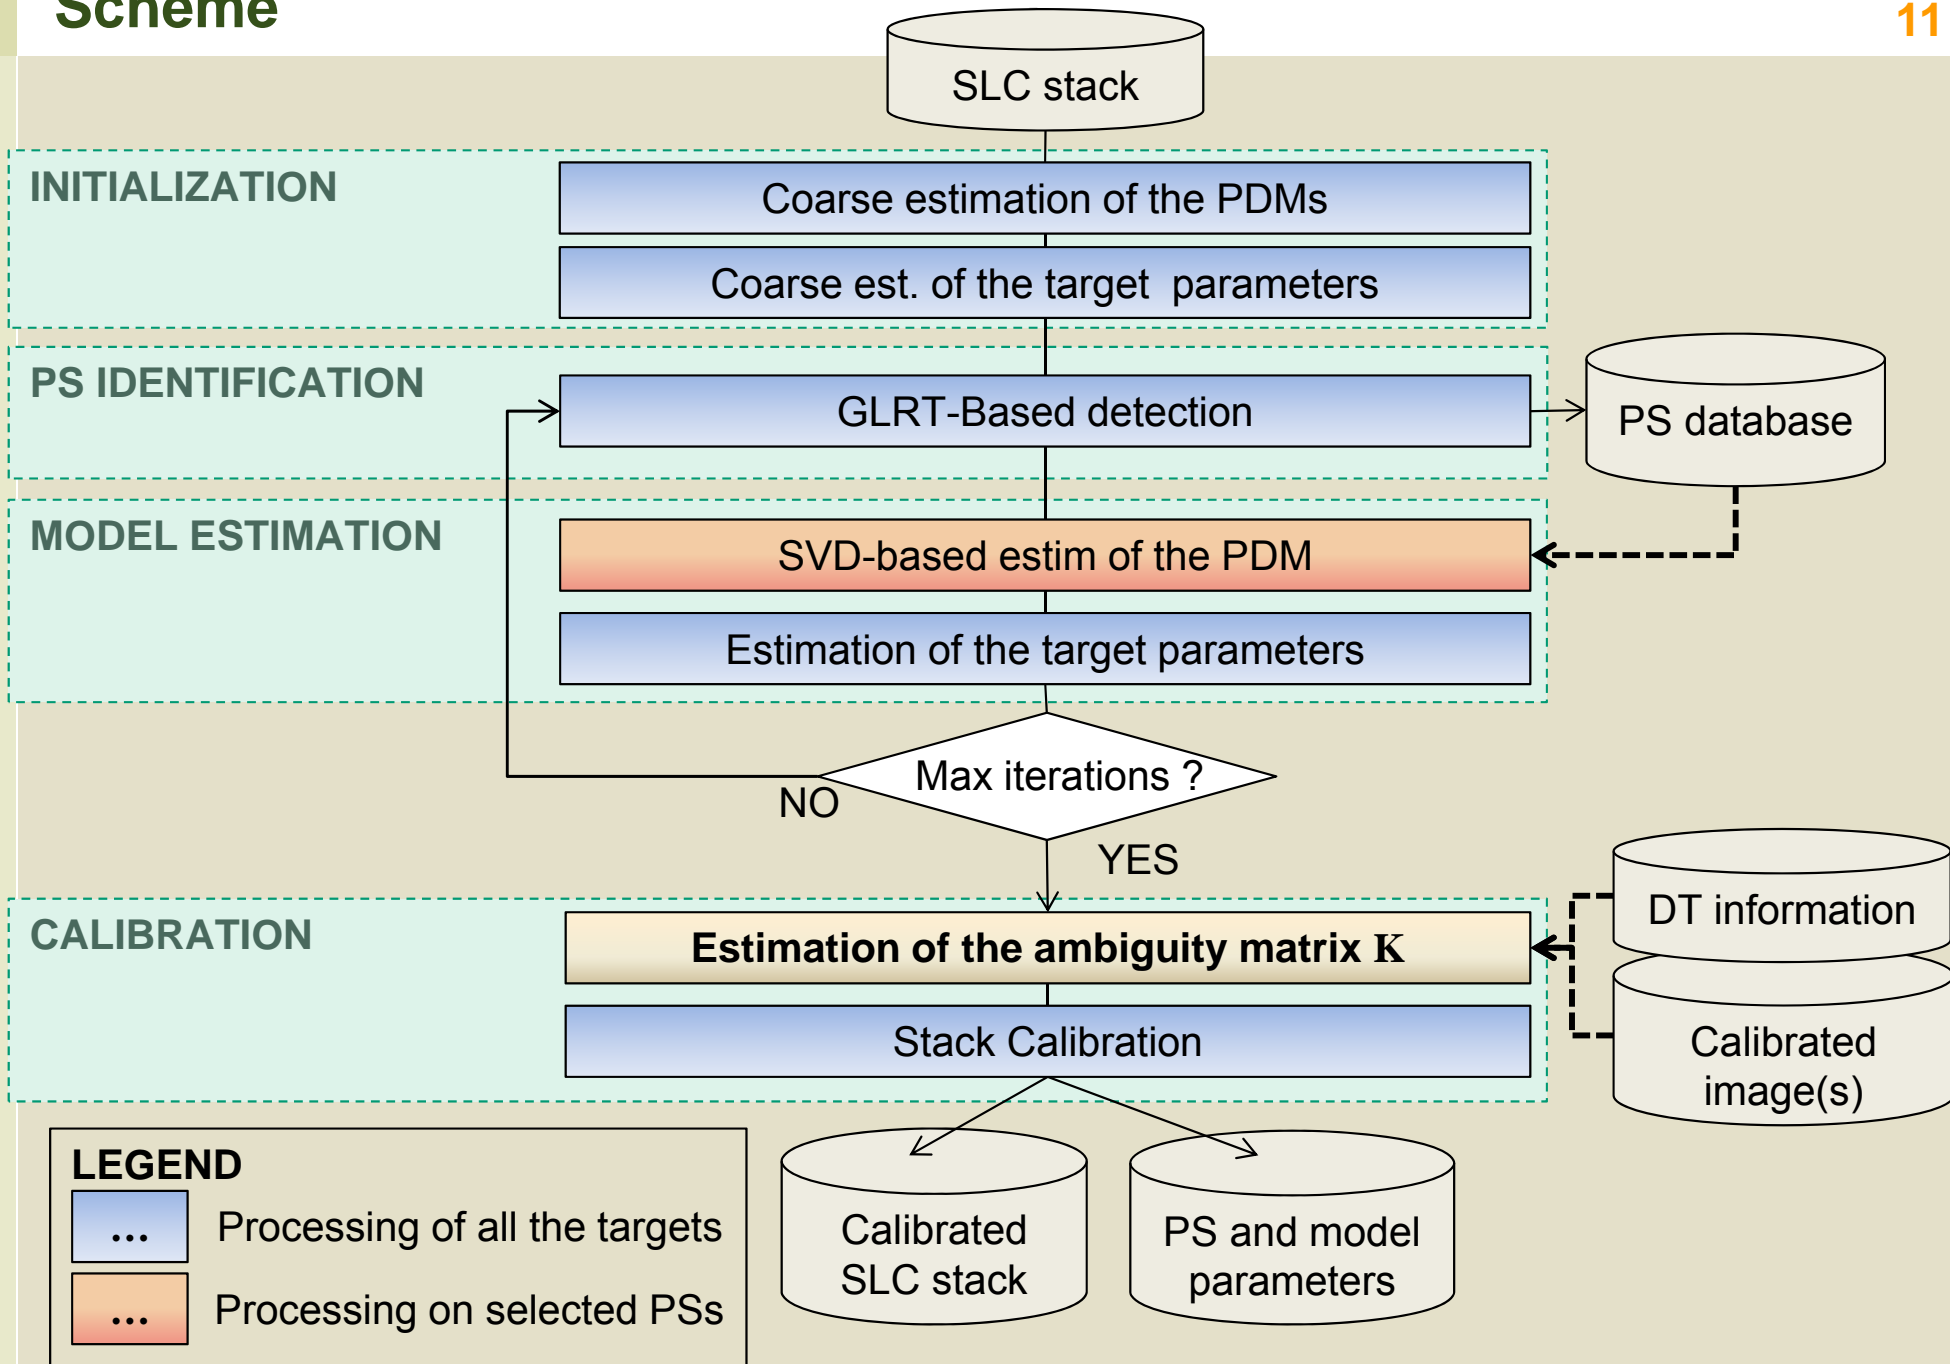 Scheme
11
SLC stack
INITIALIZATION
Coarse estimation of the PDMs
Coarse est. of the target parameters
PS IDENTIFICATION
GLRT-Based detection
PS database
MODEL ESTIMATION
SVD-based estim of the PDM
Estimation of the target parameters
Max iterations ?
NO
YES
CALIBRATION
Estimation of the ambiguity matrix K
DT information
Stack Calibration
Calibrated
image(s)
LEGEND
... Processing of all the targets
... Processing on selected PSs
Calibrated
SLC stack
PS and model
parameters